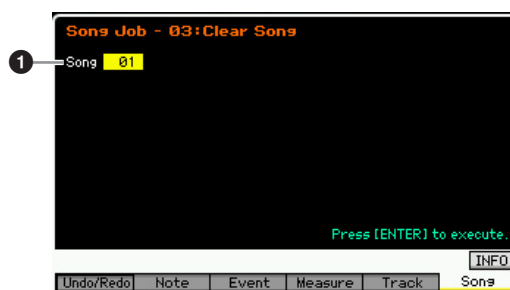 Song Job - 03:Clear Song
1 Song 01
Press [ENTER] to execute.
INFO
Undo/Redo Note Event Measure Track Song